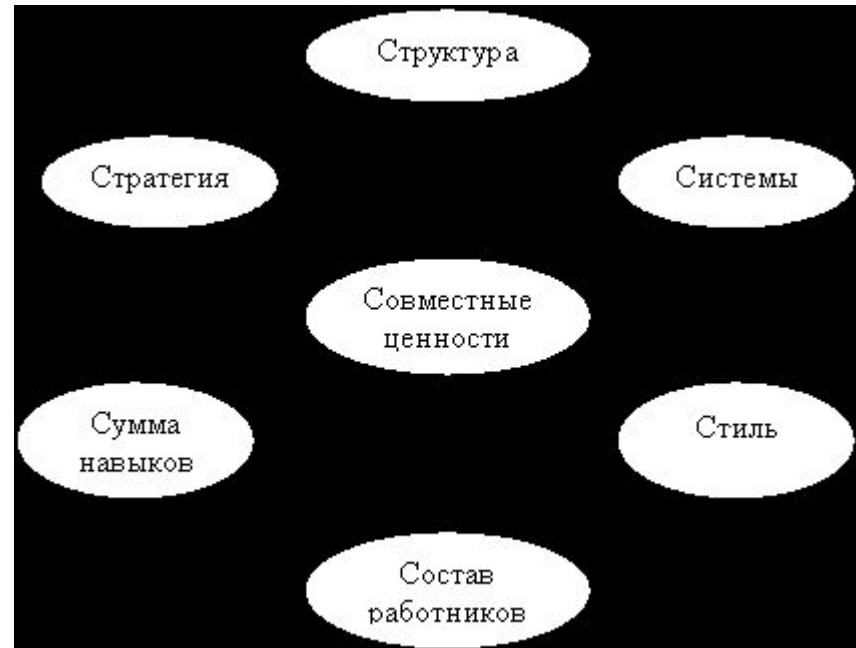 Структура
Стратегия
Системы
Совместные
ценности
Сумма
навыков
Стиль
Состав
работников